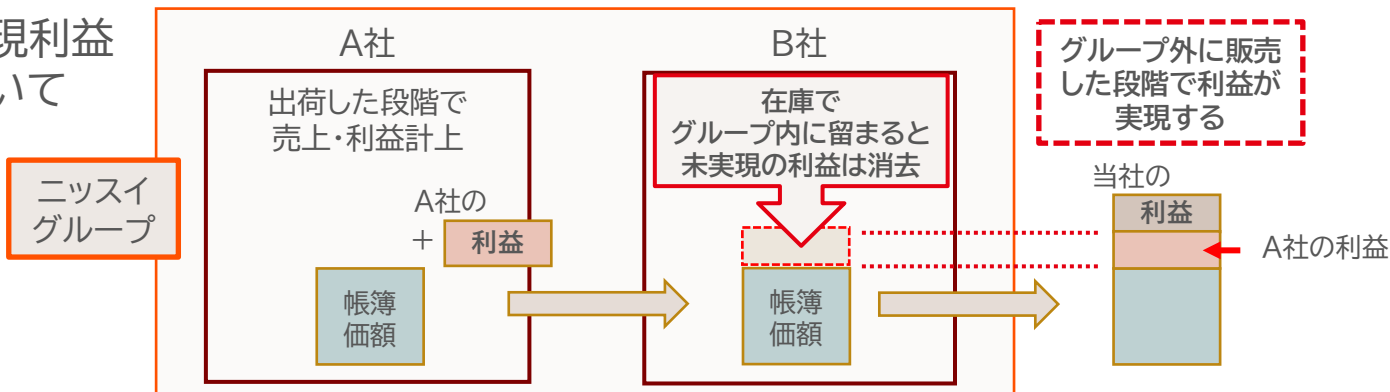 現利益
いて
ニッスイ
グループ
A社
出荷した段階で
売上・利益計上
A社の
+
利益
帳簿
価額
B社
在庫で
グループ内に留まると
未実現の利益は消去
帳簿
価額
グループ外に販売
した段階で利益が
実現する
当社の
利益
A社の利益